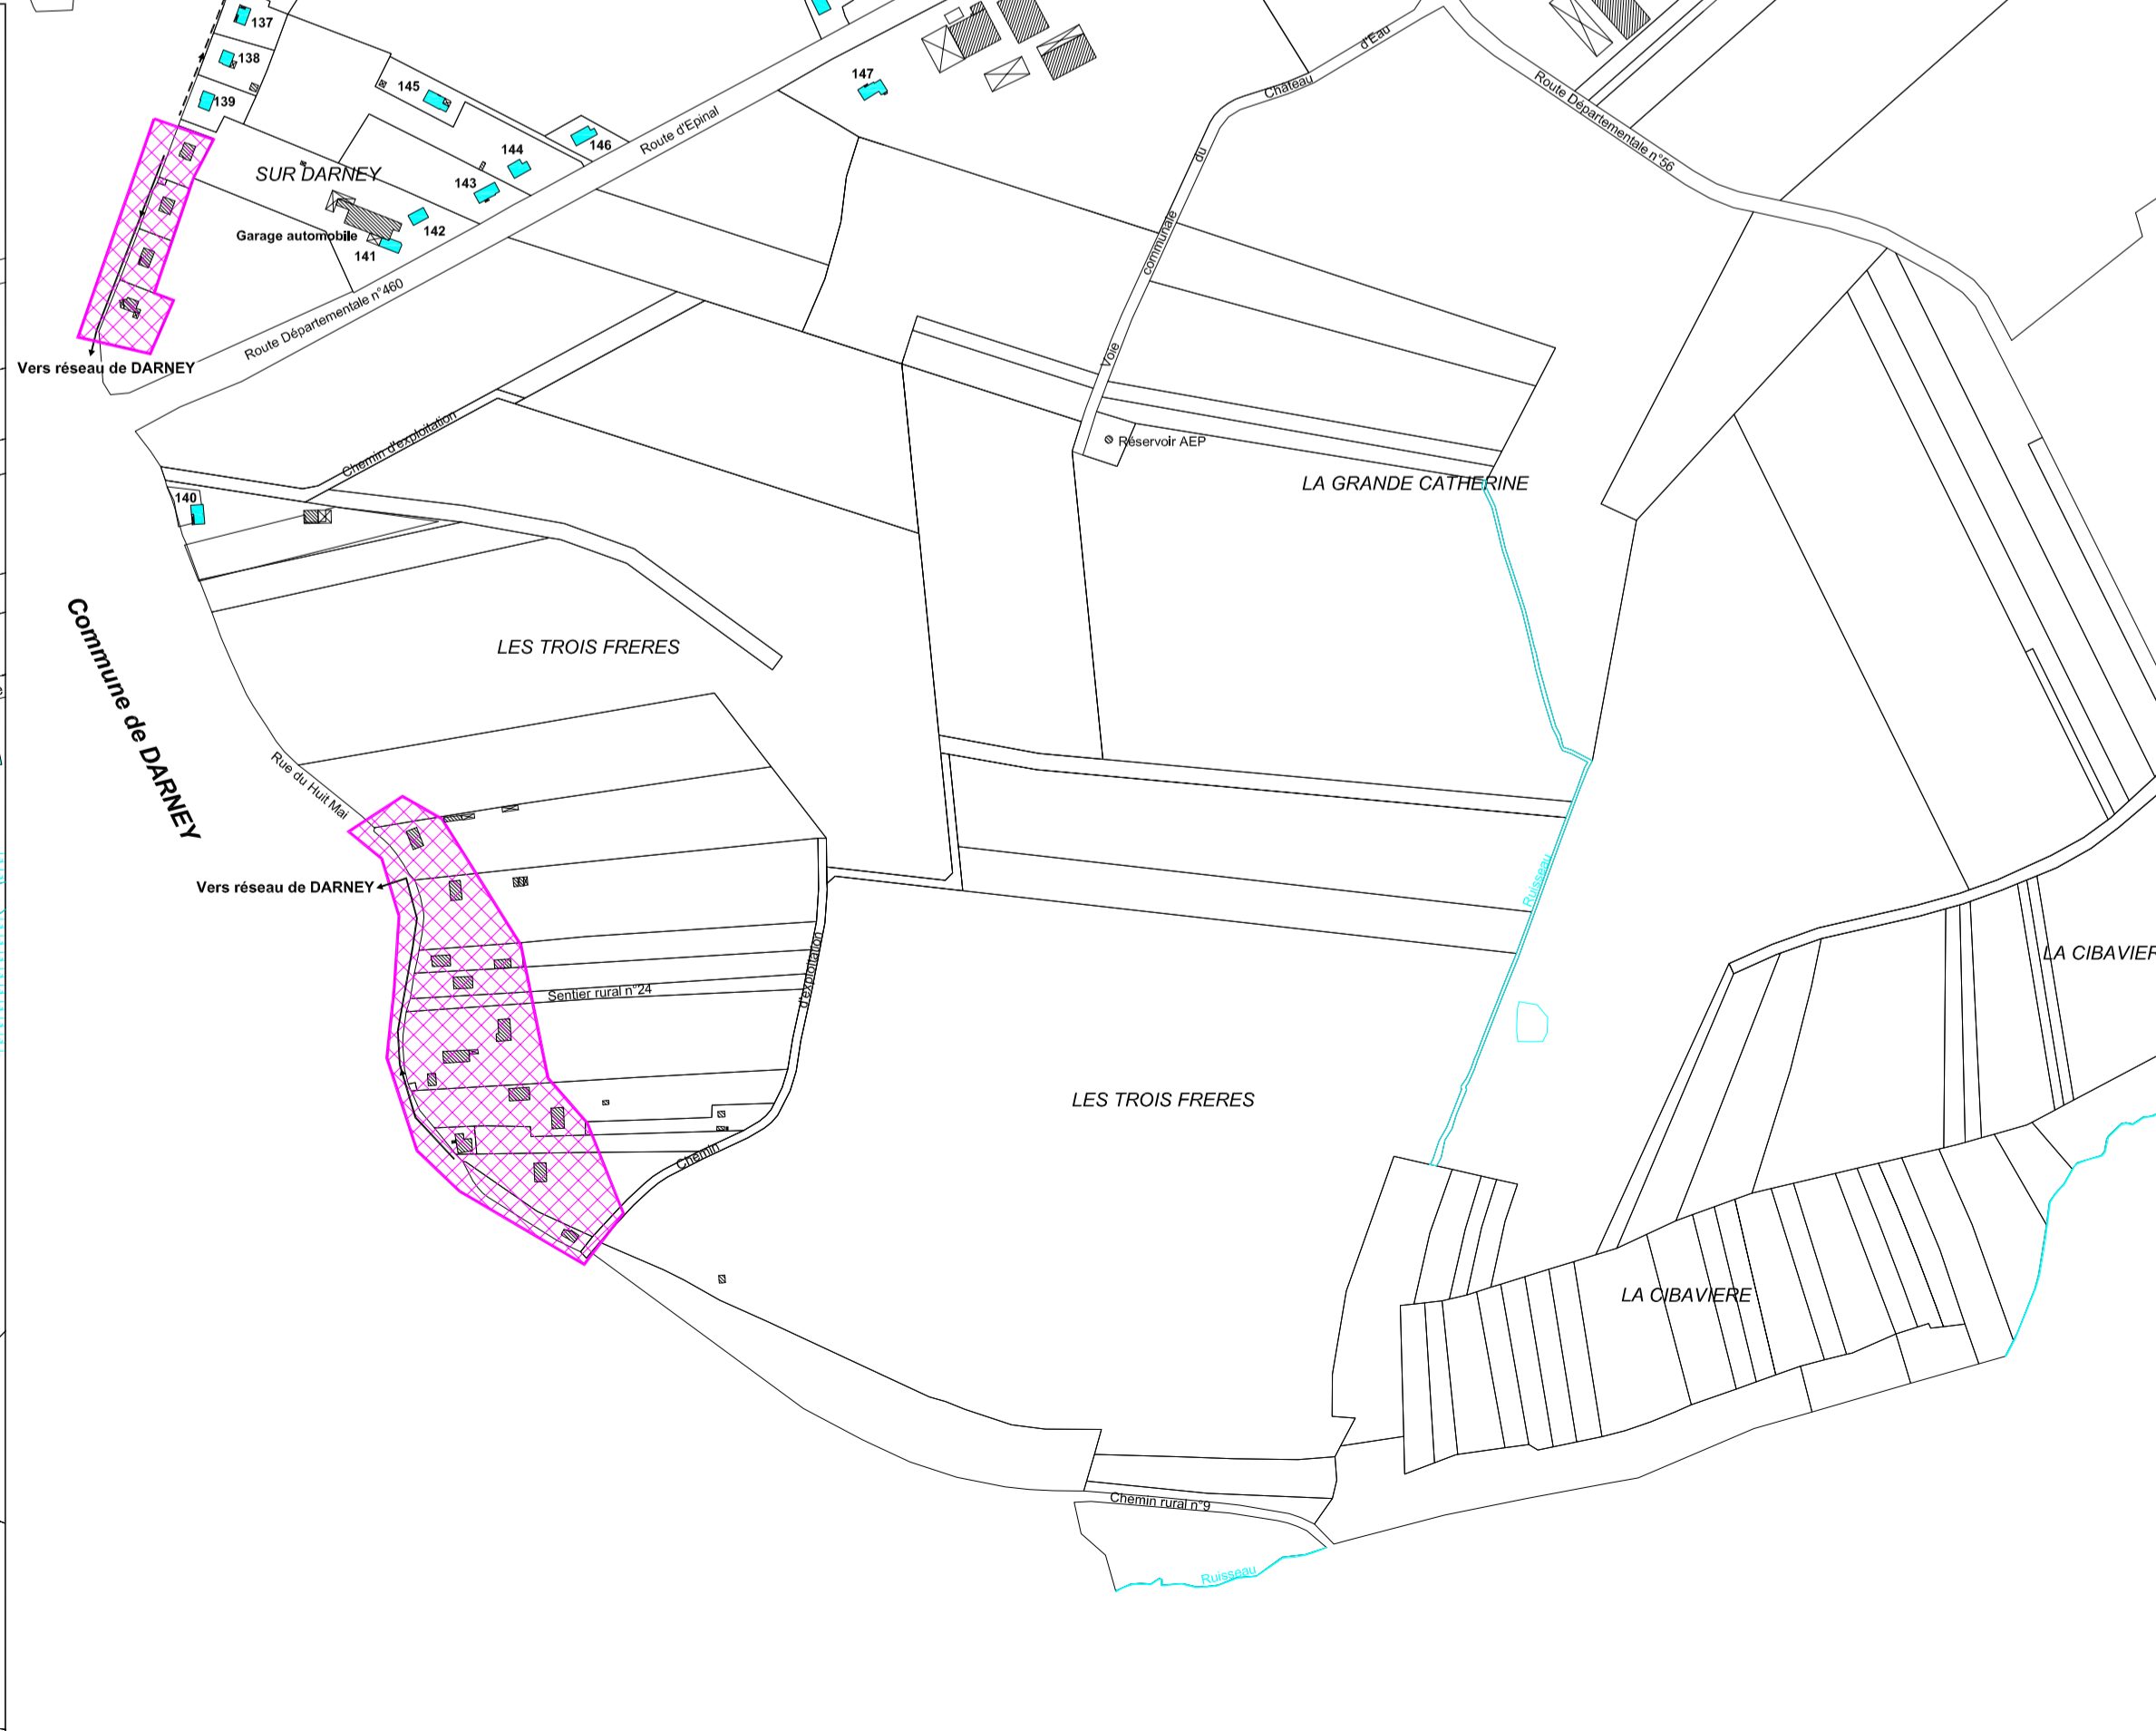 137
138
139
145
147
Route d'Epinal
146
144
143
SUR DARNEY
142
Garage automobile
141
Château
d'Eau
du
communale
Voie
Route Départementale n°56
Route Départementale n°460
Vers réseau de DARNEY
Chemin d'exploitation
Réservoir AEP
LA GRANDE CATHERINE
140
Commune de DARNEY
LES TROIS FRERES
Rue du Huit Mai
Vers réseau de DARNEY
Ruisseau
d'exploitation
Sentier rural n°24
LA CIBAVIER
LES TROIS FRERES
Chemin
LA CIBAVIERE
Chemin rural n°9
Ruisseau